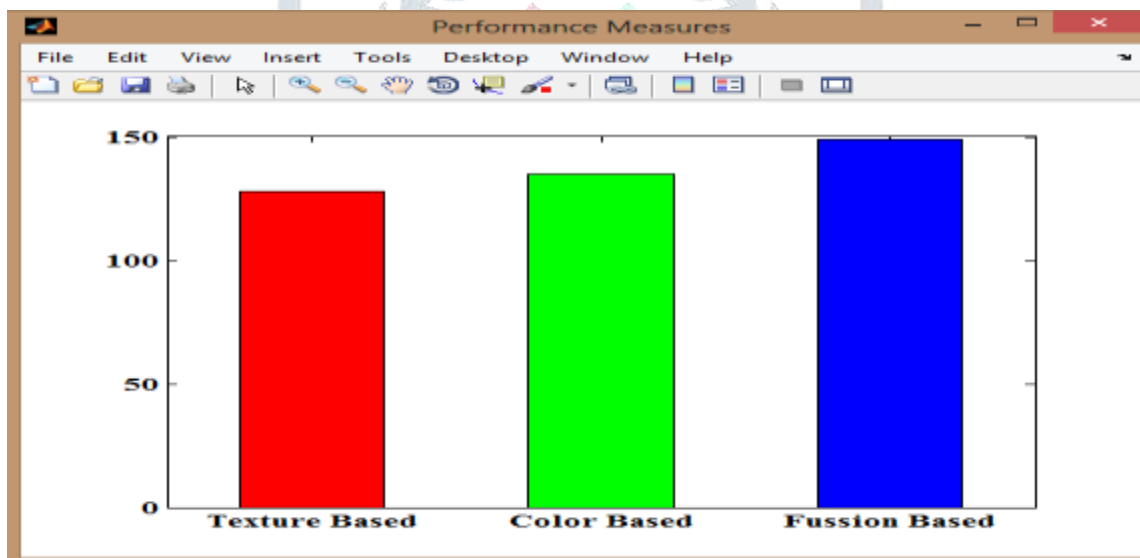 Performance Measures
File Edit View Insert Tools Desktop Window Help
150
100
50
0
Texture Based Color Based Fussion Based